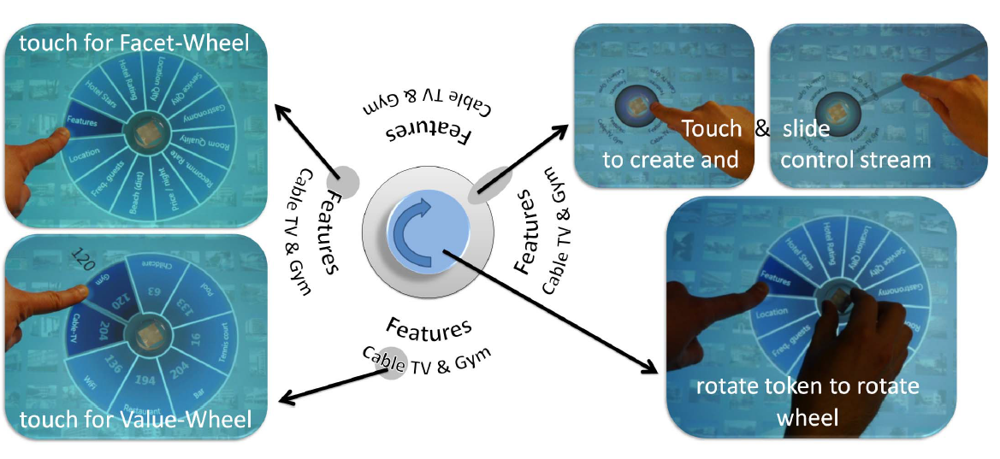 touch for Facet-Wheel
Hotel Stars
Hotel Rating
Location Qlty
Service Qlty
Gastronomy
Room Quality
Recomm. Rate
Price / night
Beach (dist)
Freq. guests
Location
Features
120
Gym
120
Childcare
63
Pool
133
Tennis court
16
Bar
204
Restaurant
194
WiFi
136
Cable-TV
204
touch for Value-Wheel
Cable TV & Gym
Features
Features
Cable TV & Gym
Features
Cable TV & Gym
Features
Cable TV & Gym
Touch & slide
to create and control stream
Features
Hotel Stars
Hotel Rating
Location Qlty
Service Qlty
Gastronomy
Location
Freq. guests
rotate token to rotate
wheel